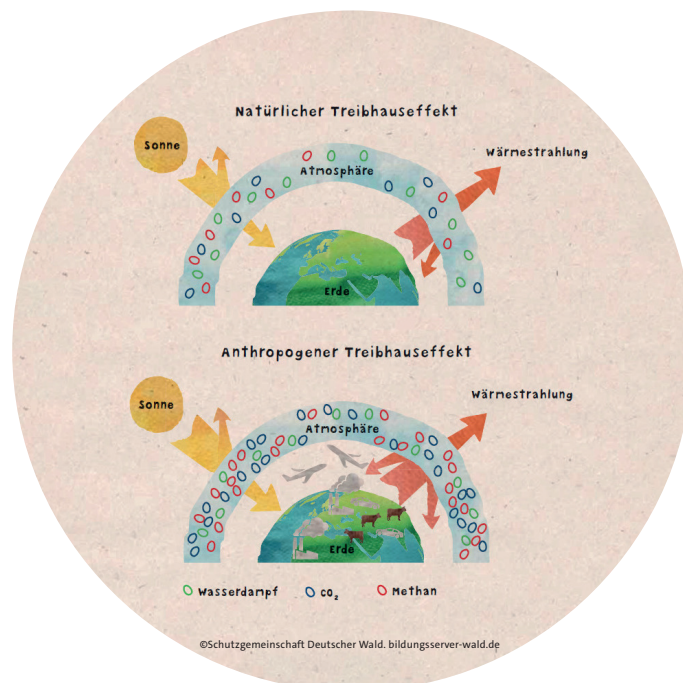 Natürlicher Treibhauseffekt
Sonne
Wärmestrahlung
Atmosphäre
Erde
Anthropogener Treibhauseffekt
Sonne
Wärmestrahlung
Atmosphäre
Erde
Wasserdampf CO₂ Methan
©Schutzgemeinschaft Deutscher Wald. bildungsserver-wald.de